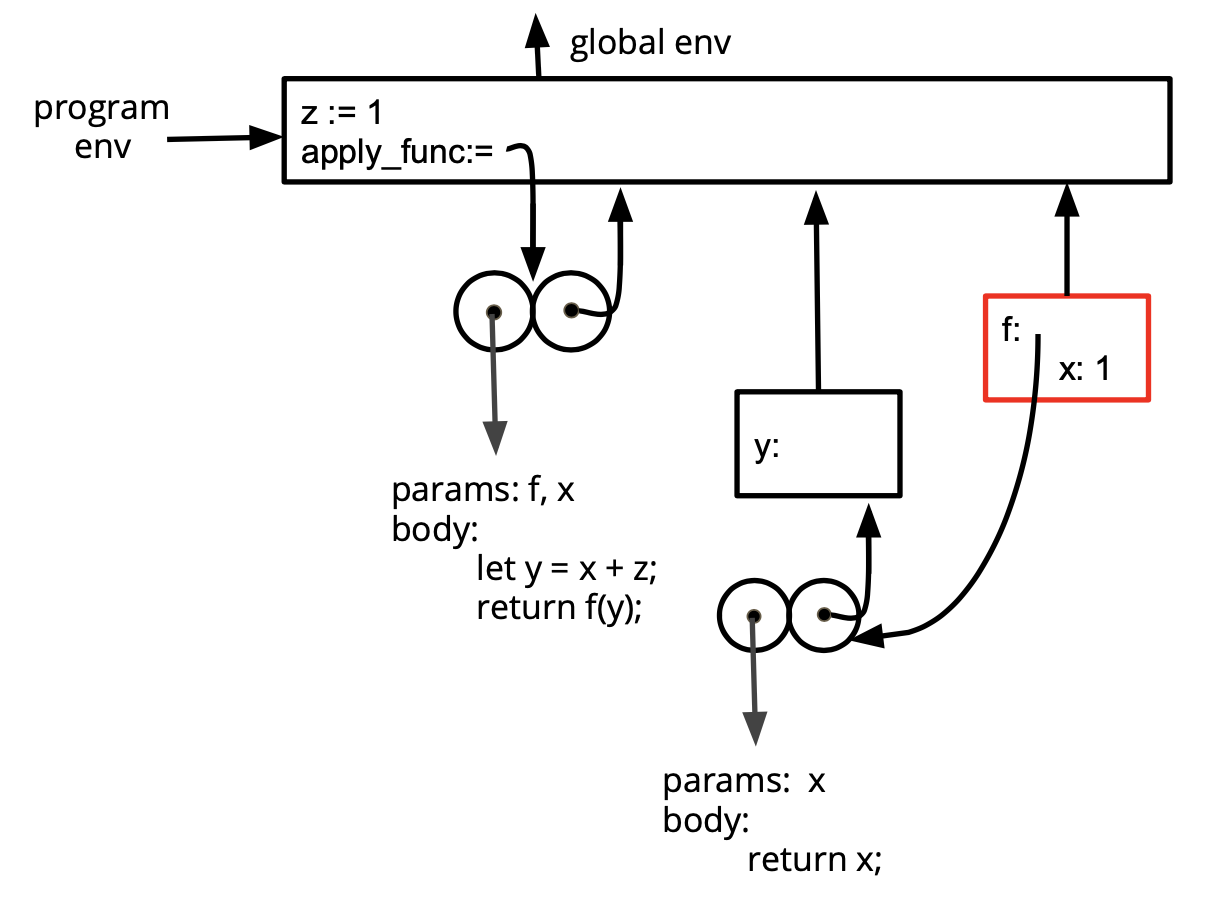 global env
program
env
z := 1
apply_func:=
f:
x: 1
y:
params: f, x
body:
let y = x + z;
return f(y);
params: x
body:
return x;